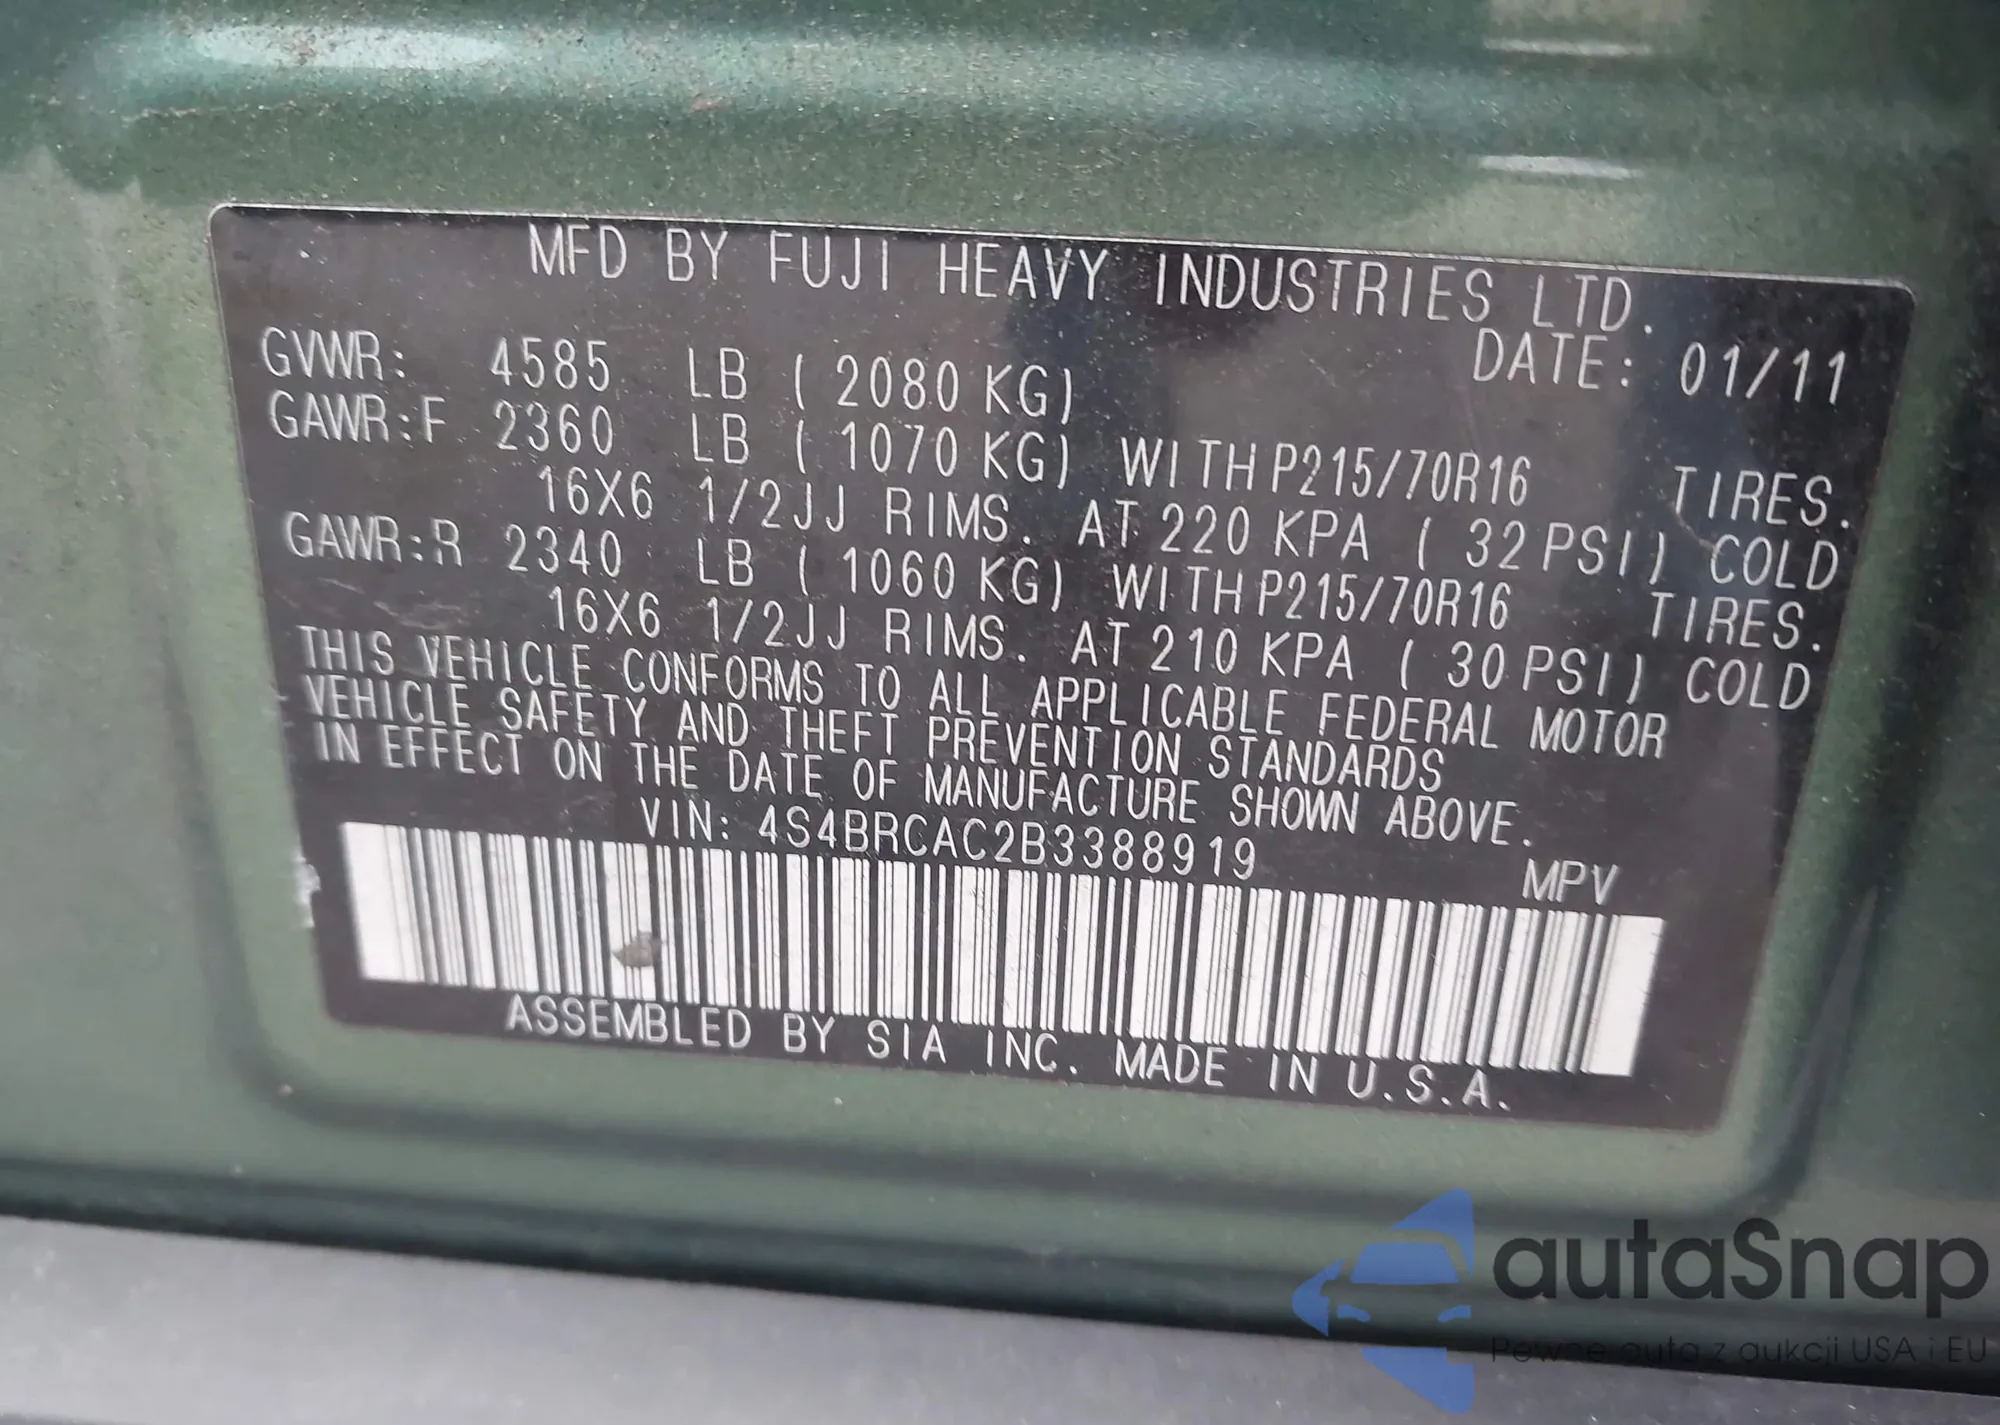 MFD BY FUJI HEAVY INDUSTRIES LTD.
DATE: 01/11
GVWR: 4585 LB ( 2080 KG)
GAWR:F 2360 LB ( 1070 KG) WITH P215/70R16 TIRES.
16X6 1/2JJ RIMS. AT 220 KPA ( 32 PSI) COLD
GAWR:R 2340 LB ( 1060 KG) WITH P215/70R16 TIRES.
16X6 1/2JJ RIMS. AT 210 KPA ( 30 PSI) COLD
THIS VEHICLE CONFORMS TO ALL APPLICABLE FEDERAL MOTOR
VEHICLE SAFETY AND THEFT PREVENTION STANDARDS
IN EFFECT ON THE DATE OF MANUFACTURE SHOWN ABOVE.
VIN: 4S4BRCAC2B3388919
MPV
ASSEMBLED BY SIA INC. MADE IN U.S.A.
autaSnap
Pewne auta z aukcji USA i EU